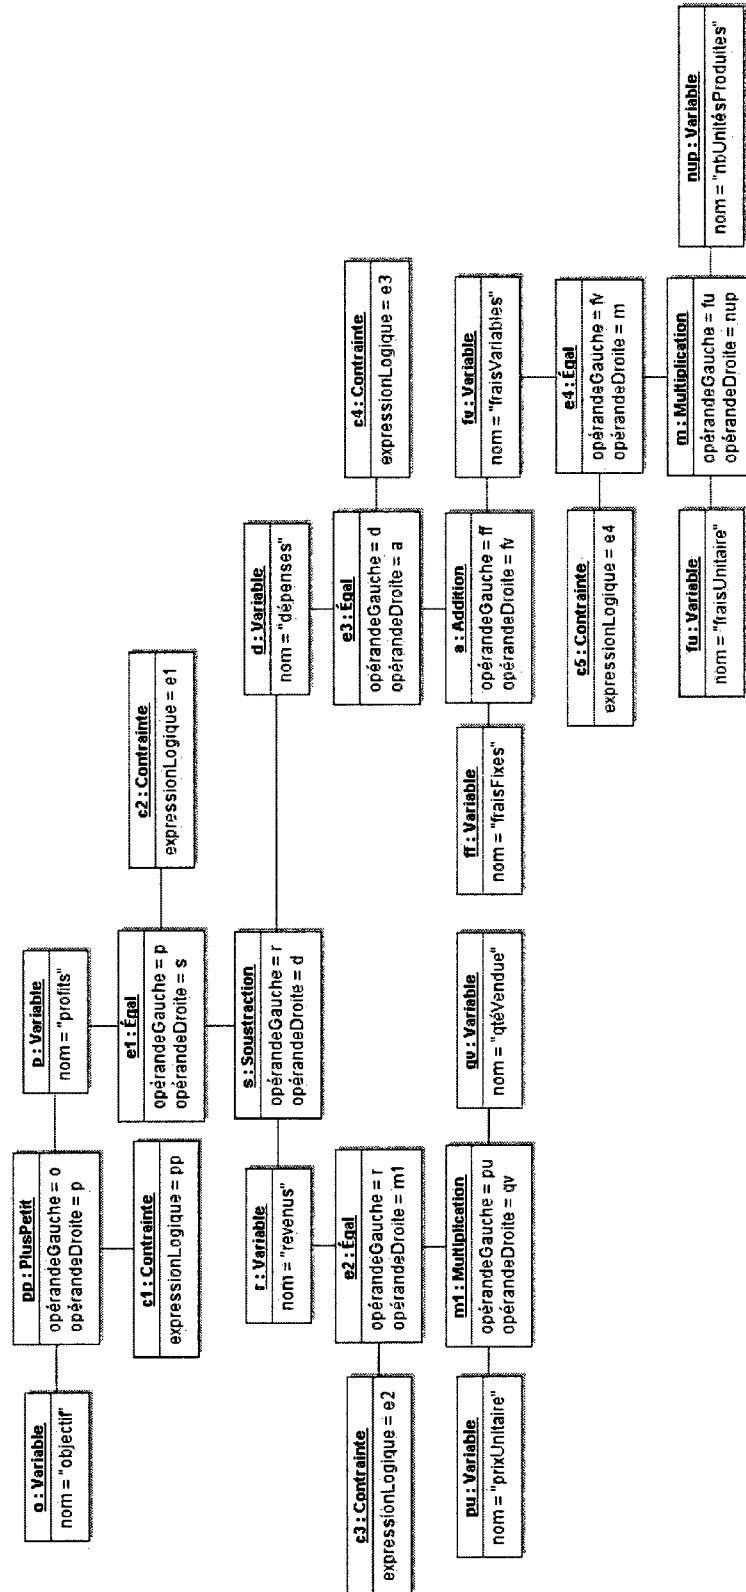 o : Variable
nom = "objectif"
pp : PlusPetit
opérandeGauche = o
opérandeDroite = p
p : Variable
nom = "profits"
c1 : Contrainte
expressionLogique = pp
e1 : Égal
opérandeGauche = p
opérandeDroite = s
c2 : Contrainte
expressionLogique = e1
r : Variable
nom = "revenus"
s : Soustraction
opérandeGauche = r
opérandeDroite = d
d : Variable
nom = "dépenses"
c3 : Contrainte
expressionLogique = e2
e2 : Égal
opérandeGauche = r
opérandeDroite = m1
e3 : Égal
opérandeGauche = d
opérandeDroite = a
c4 : Contrainte
expressionLogique = e3
pu : Variable
nom = "prixUnitaire"
m1 : Multiplication
opérandeGauche = pu
opérandeDroite = qv
qv : Variable
nom = "qtéVendue"
ff : Variable
nom = "fraisFixes"
a : Addition
opérandeGauche = ff
opérandeDroite = fv
fv : Variable
nom = "fraisVariables"
c5 : Contrainte
expressionLogique = e4
e4 : Égal
opérandeGauche = fv
opérandeDroite = m
fu : Variable
nom = "fraisUnitaire"
m : Multiplication
opérandeGauche = fu
opérandeDroite = nup
nup : Variable
nom = "nbUnitésProduites"